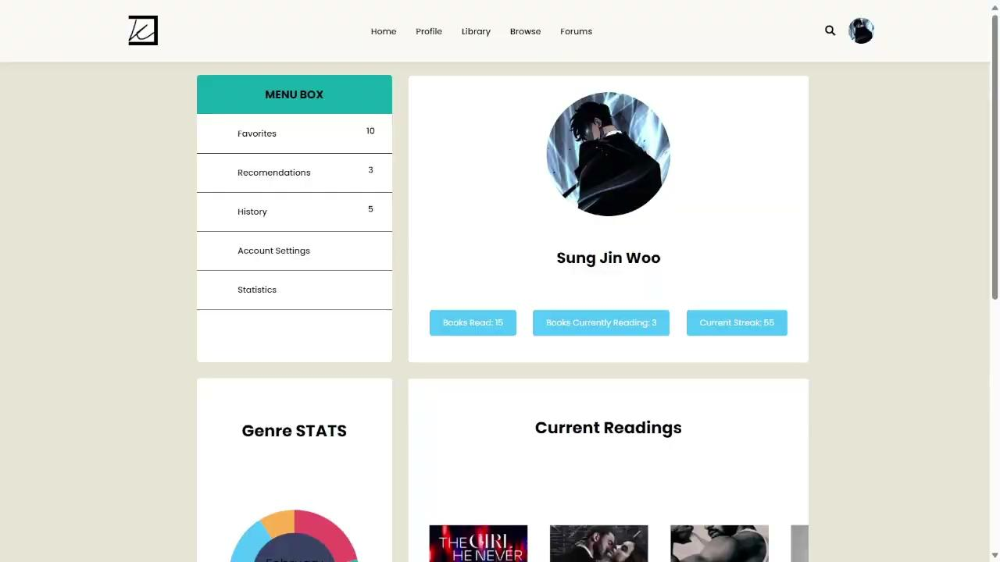 Home Profile Library Browse Forums
MENU BOX
Favorites 10
Recomendations 3
History 5
Account Settings
Statistics
Sung Jin Woo
Books Read: 15 Books Currently Reading: 3 Current Streak: 55
Genre STATS
February
Current Readings
THE GIRL
HE NEVER